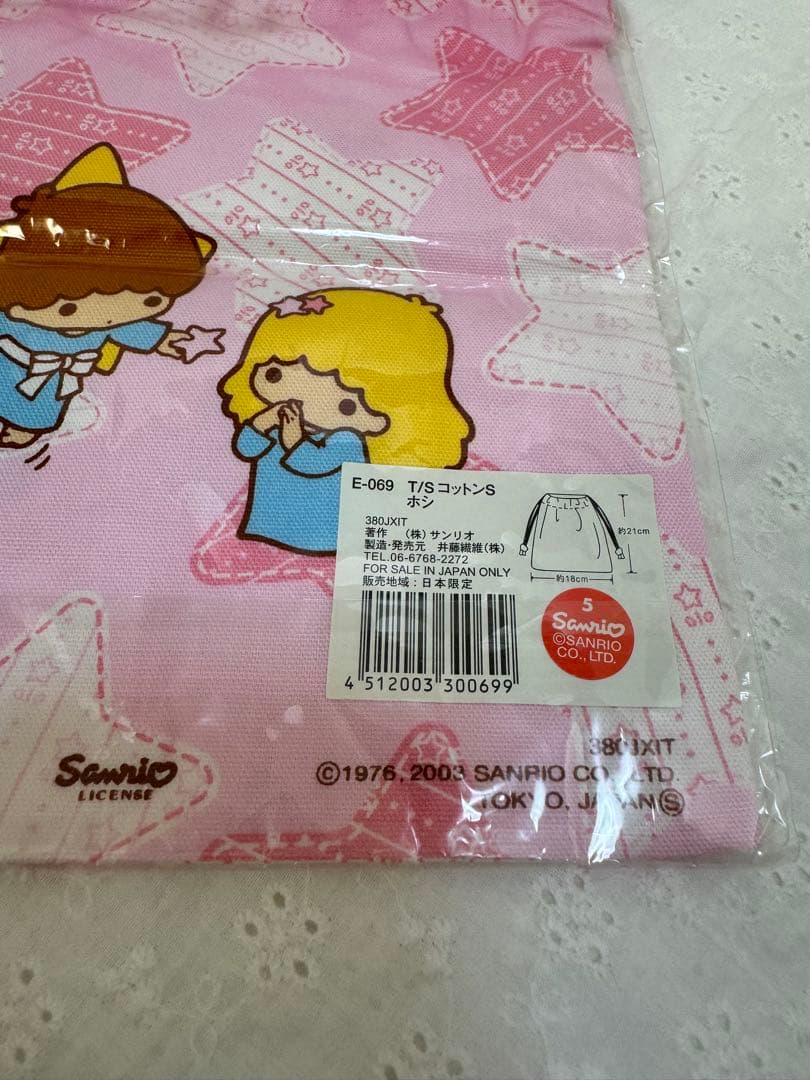 E-069 T/SコットンS
ホシ
380JXIT
著作 (株)サンリオ
製造・発売元 井藤繊維(株)
TEL.06-6768-2272
FOR SALE IN JAPAN ONLY
販売地域:日本限定
約21cm
約18cm
5
Sanrio
©SANRIO
CO., LTD.
4 512003 300699
Sanrio
LICENSE
380JXIT
©1976, 2003 SANRIO CO., LTD.
TOKYO, JAPAN Ⓢ